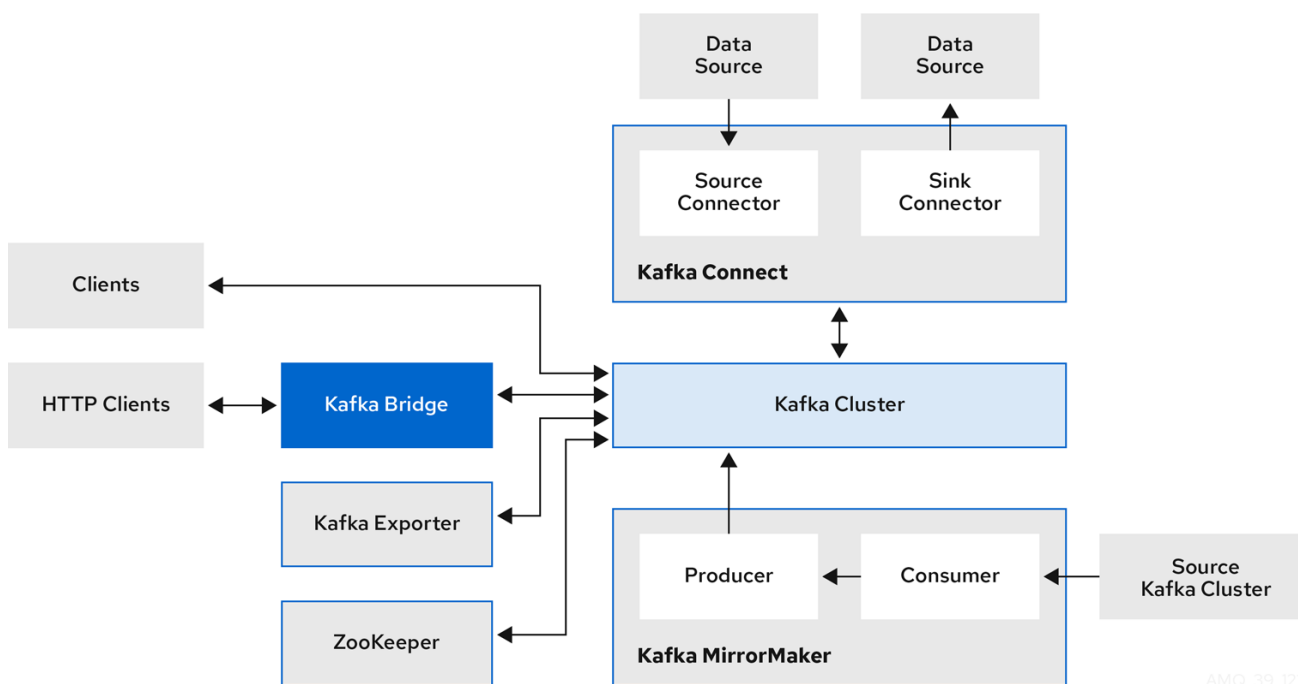 Data
Source
Data
Source
Source
Connector
Sink
Connector
Kafka Connect
Clients
HTTP Clients
Kafka Bridge
Kafka Cluster
Kafka Exporter
Producer
Consumer
Source
Kafka Cluster
ZooKeeper
Kafka MirrorMaker
AMQ_39_12